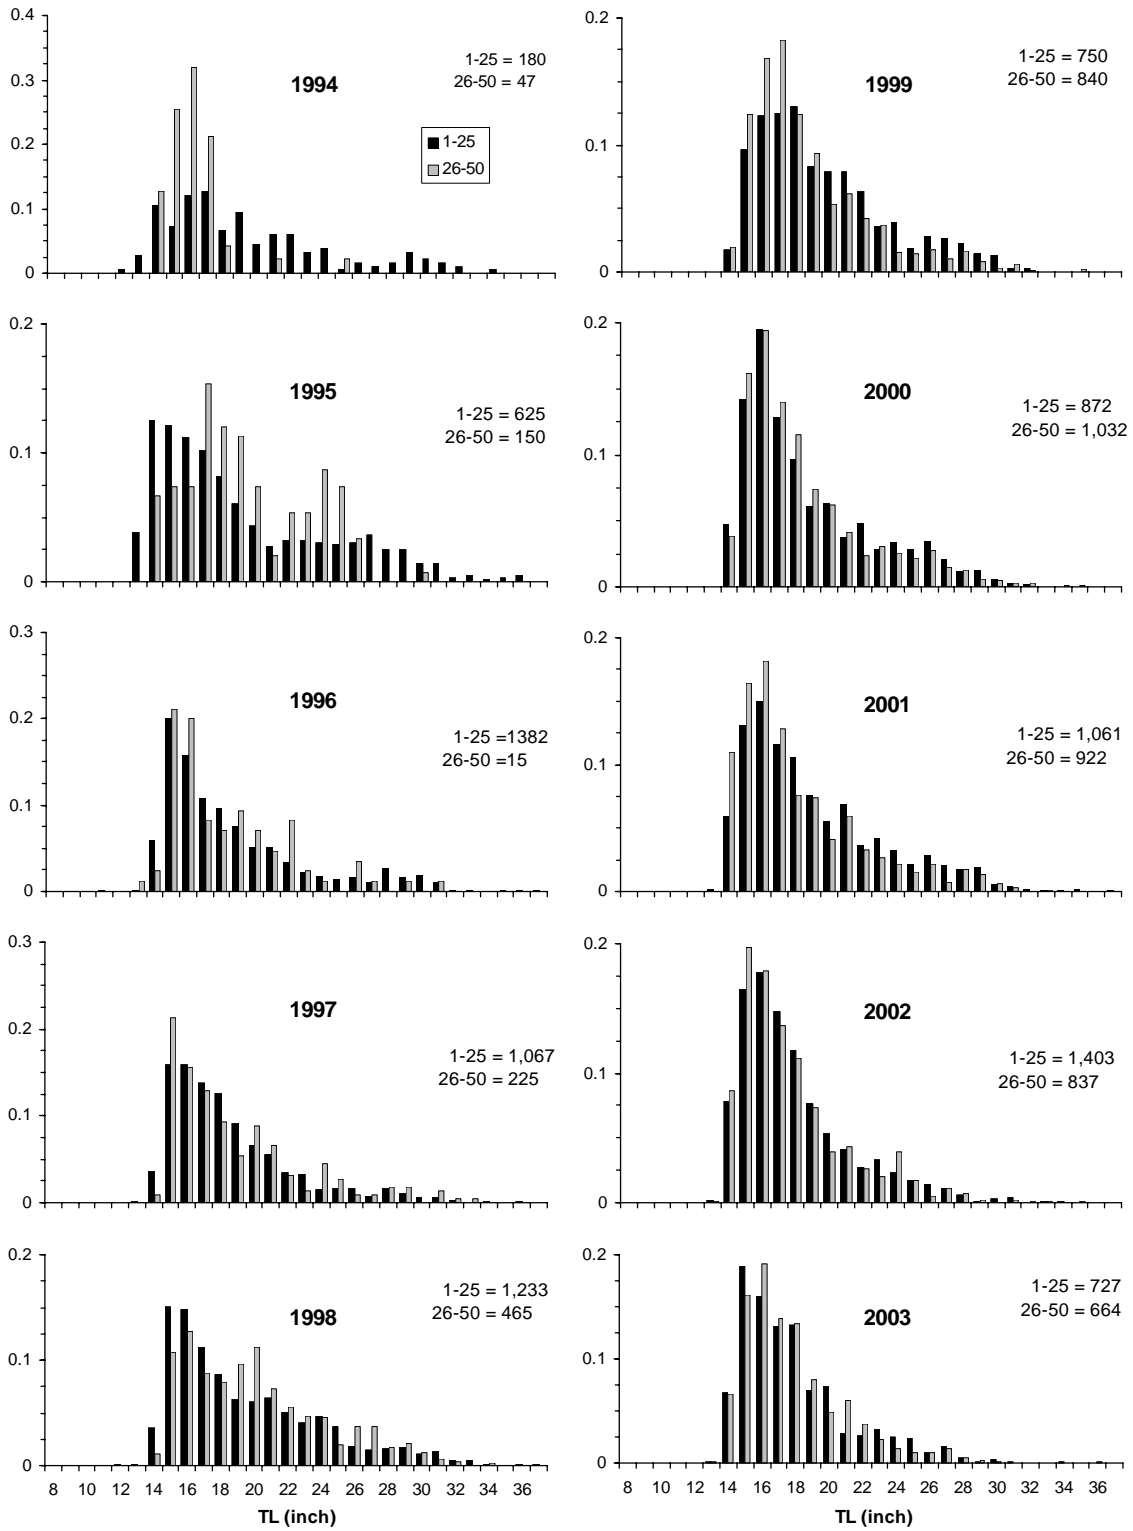 0.4
0.3
0.2
0.1
0
1994
1-25 = 180
26-50 = 47
1-25
26-50
0.2
0.1
0
1995
1-25 = 625
26-50 = 150
0.3
0.2
0.1
0
1996
1-25 =1382
26-50 =15
0.3
0.2
0.1
0
1997
1-25 = 1,067
26-50 = 225
0.2
0.1
0
1998
1-25 = 1,233
26-50 = 465
8 10 12 14 16 18 20 22 24 26 28 30 32 34 36
TL (inch)
0.2
0.1
0
1999
1-25 = 750
26-50 = 840
0.2
0.1
0
2000
1-25 = 872
26-50 = 1,032
0.2
0.1
0
2001
1-25 = 1,061
26-50 = 922
0.2
0.1
0
2002
1-25 = 1,403
26-50 = 837
0.2
0.1
0
2003
1-25 = 727
26-50 = 664
8 10 12 14 16 18 20 22 24 26 28 30 32 34 36
TL (inch)